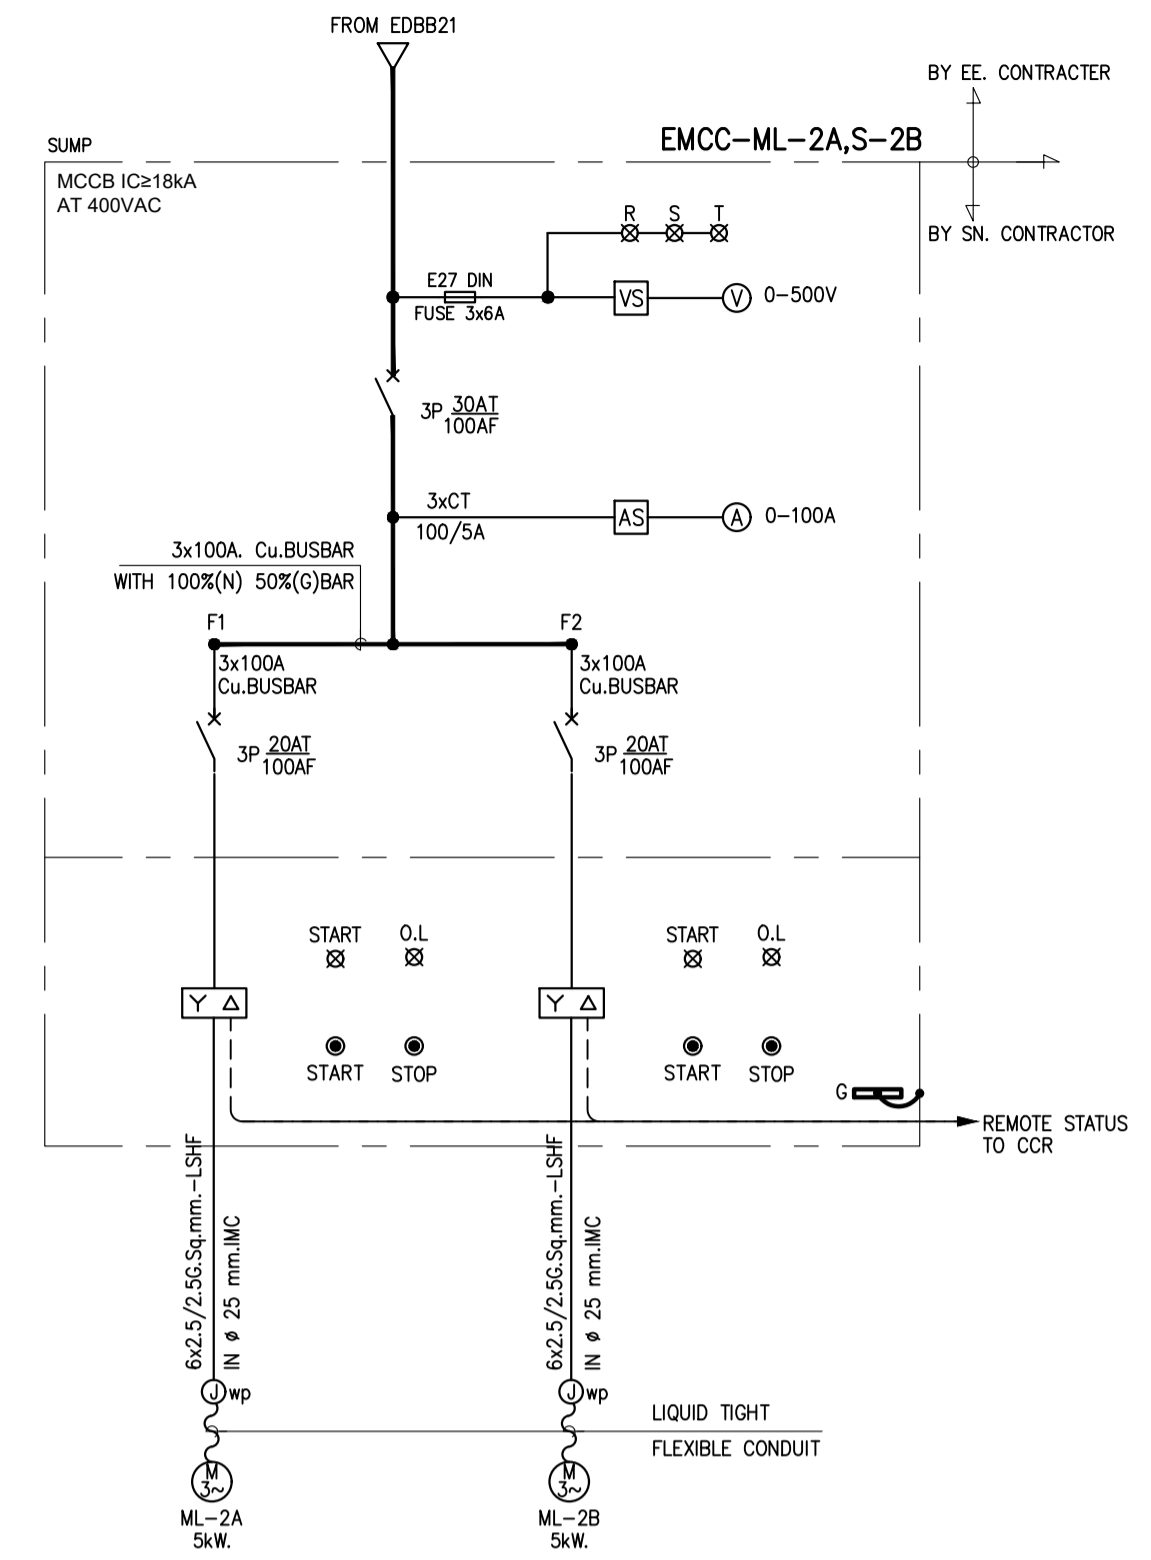 FROM EDBB21
BY EE. CONTRACTER
SUMP
EMCC-ML-2A,S-2B
MCCB IC≥18kA
AT 400VAC
BY SN. CONTRACTOR
R S T
E27 DIN
FUSE 3x6A
VS
V
0-500V
3P 30AT
100AF
3xCT
100/5A
AS
A
0-100A
3x100A. Cu.BUSBAR
WITH 100%(N) 50%(G)BAR
F1
F2
3x100A
Cu.BUSBAR
3x100A
Cu.BUSBAR
3P 20AT
100AF
3P 20AT
100AF
START O.L
START O.L
Y Δ
Y Δ
START STOP
START STOP
G
REMOTE STATUS
TO CCR
6x2.5/2.5G.Sq.mm.-LSHF
IN ø 25 mm.IMC
6x2.5/2.5G.Sq.mm.-LSHF
IN ø 25 mm.IMC
J wp
J wp
LIQUID TIGHT
FLEXIBLE CONDUIT
M
3~
M
3~
ML-2A
5kW.
ML-2B
5kW.